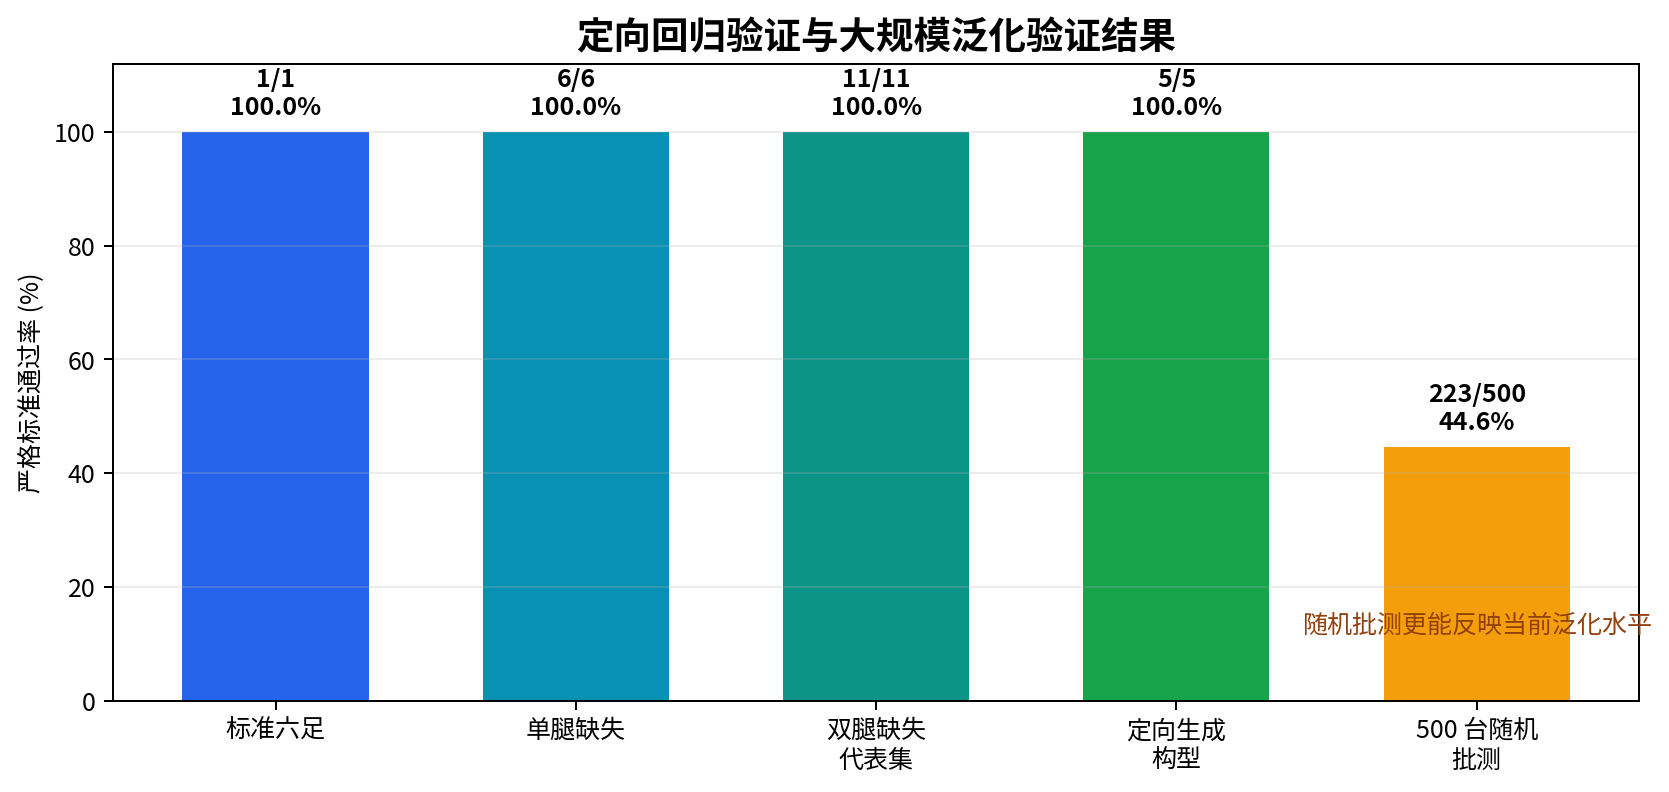 定向回归验证与大规模泛化验证结果
1/1
100.0%
6/6
100.0%
11/11
100.0%
5/5
100.0%
223/500
44.6%
随机批测更能反映当前泛化水平
严格标准通过率 (%)
100
80
60
40
20
0
标准六足
单腿缺失
双腿缺失
代表集
定向生成
构型
500 台随机
批测